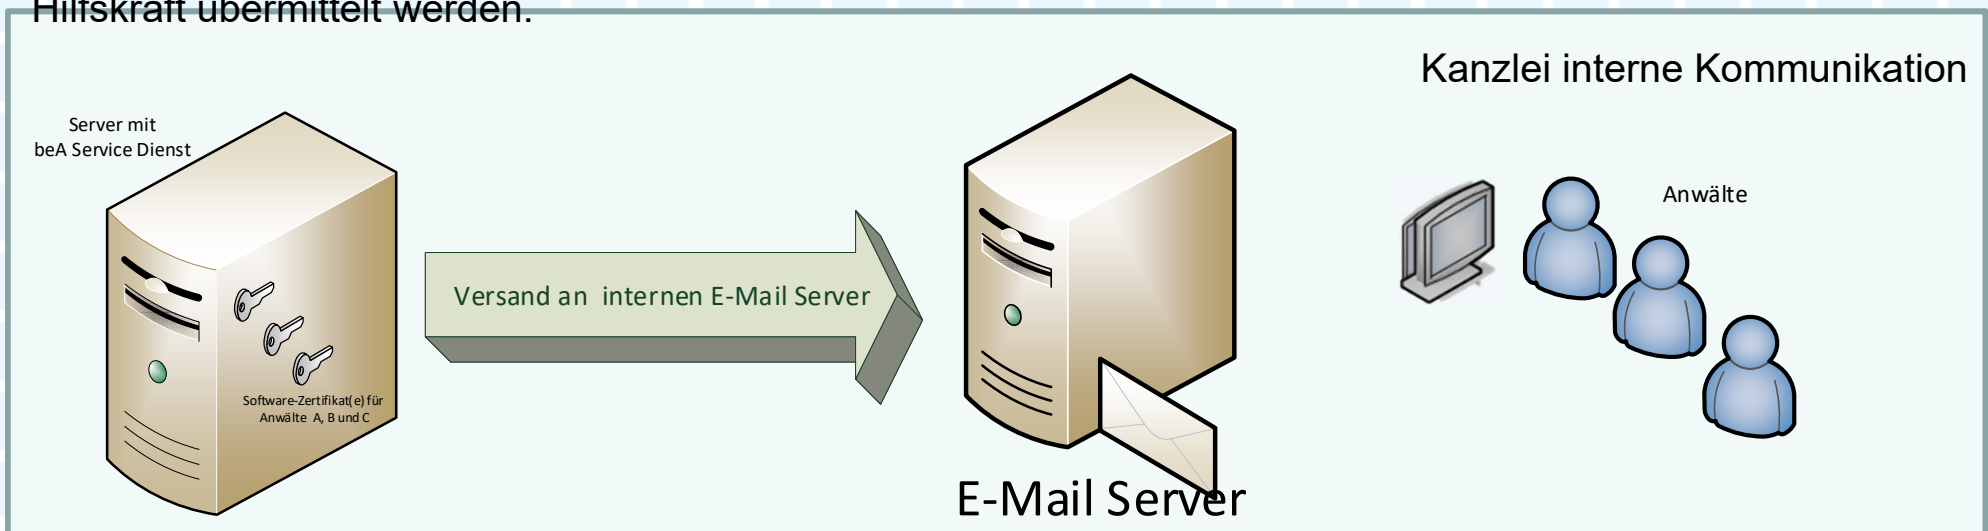 Hilfskraft übermittelt werden.
Kanzlei interne Kommunikation
Server mit
beA Service Dienst
Anwälte
Versand an internen E-Mail Server
Software-Zertifikat(e) für
Anwälte A, B und C
E-Mail Server